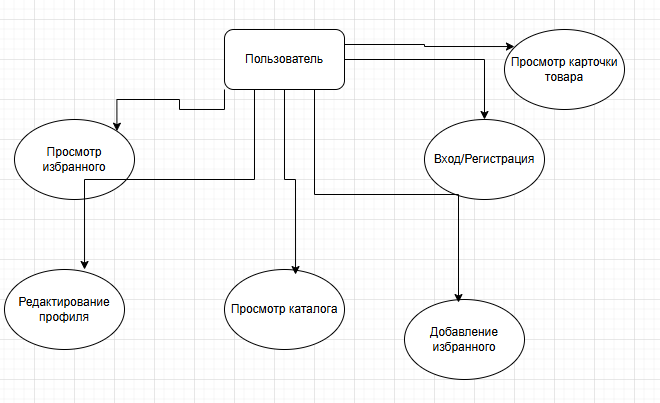 Пользователь
Просмотр карточки
товара
Просмотр
избранного
Вход/Регистрация
Редактирование
профиля
Просмотр каталога
Добавление
избранного